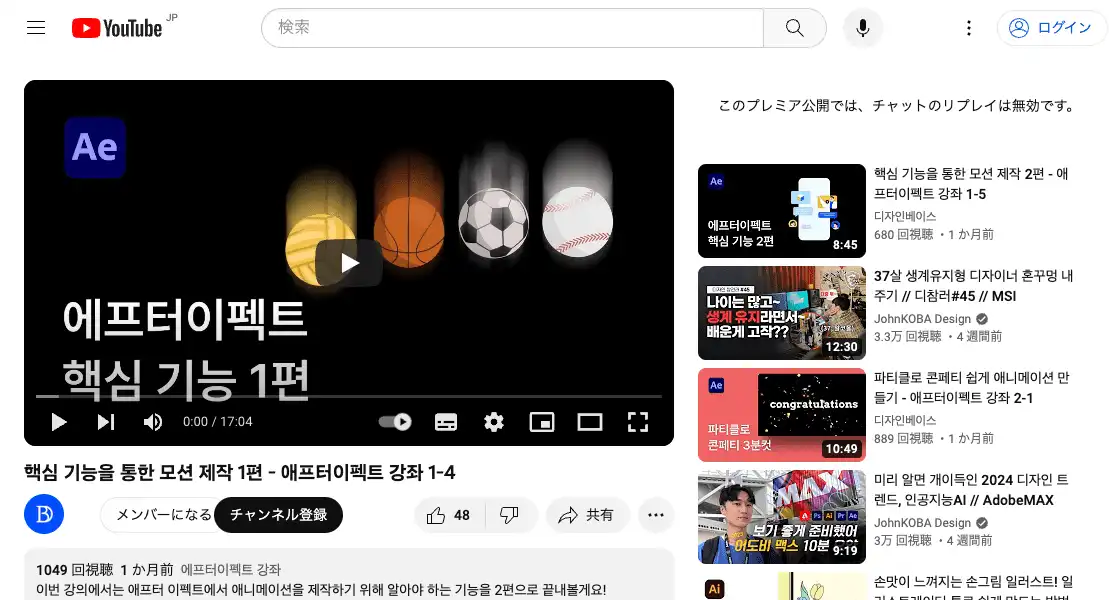 YouTube JP
検索
ログイン
Ae
에프터이펙트
핵심 기능 1편
0:00 / 17:04
핵심 기능을 통한 모션 제작 1편 - 애프터이펙트 강좌 1-4
メンバーになる
チャンネル登録
48
共有
1049 回視聴 1 か月前 에프터이펙트 강좌
이번 강의에서는 애프터 이펙트에서 애니메이션을 제작하기 위해 알아야 하는 기능을 2편으로 끝내볼게요!
このプレミア公開では、チャットのリプレイは無効です。
Ae
에프터이펙트
핵심 기능 2편
8:45
핵심 기능을 통한 모션 제작 2편 - 애
프터이펙트 강좌 1-5
디자인베이스
680 回視聴 ・1 か月前
나이는 많고~
생계 유지라면서~
배운게 고작??
12:30
37살 생계유지형 디자이너 혼꾸멍 내
주기 // 디참러#45 // MSI
JohnKOBA Design
3.3万 回視聴 ・4 週間前
Ae
congratulations
파티클로
콘페티 3분컷
10:49
파티클로 콘페티 쉽게 애니메이션 만
들기 - 애프터이펙트 강좌 2-1
디자인베이스
889 回視聴 ・1 か月前
MAX
Ps Ai Pr Ae
보기 좋게 준비했어
어도비 맥스 10분
9:19
미리 알면 개이득인 2024 디자인 트
렌드, 인공지능AI // AdobeMAX
JohnKOBA Design
3万 回視聴 ・4 週間前
Ai
손맛이 느껴지는 손그림 일러스트! 일